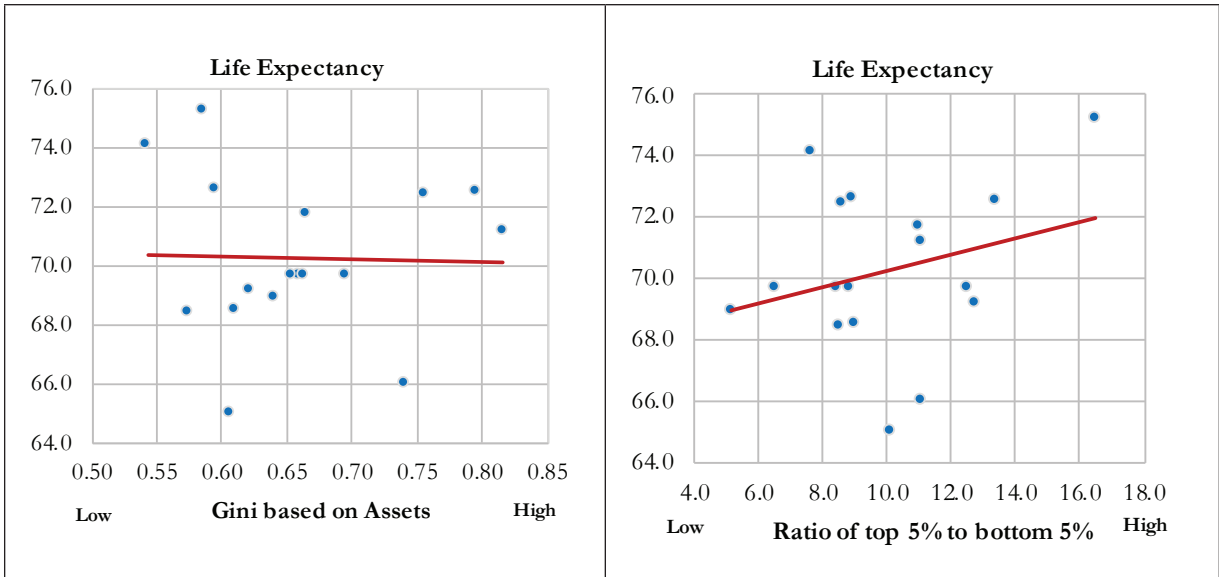 Life Expectancy
76.0
74.0
72.0
70.0
68.0
66.0
64.0
0.50 0.55 0.60 0.65 0.70 0.75 0.80 0.85
Low Gini based on Assets High
Life Expectancy
76.0
74.0
72.0
70.0
68.0
66.0
64.0
4.0 6.0 8.0 10.0 12.0 14.0 16.0 18.0
Low Ratio of top 5% to bottom 5% High